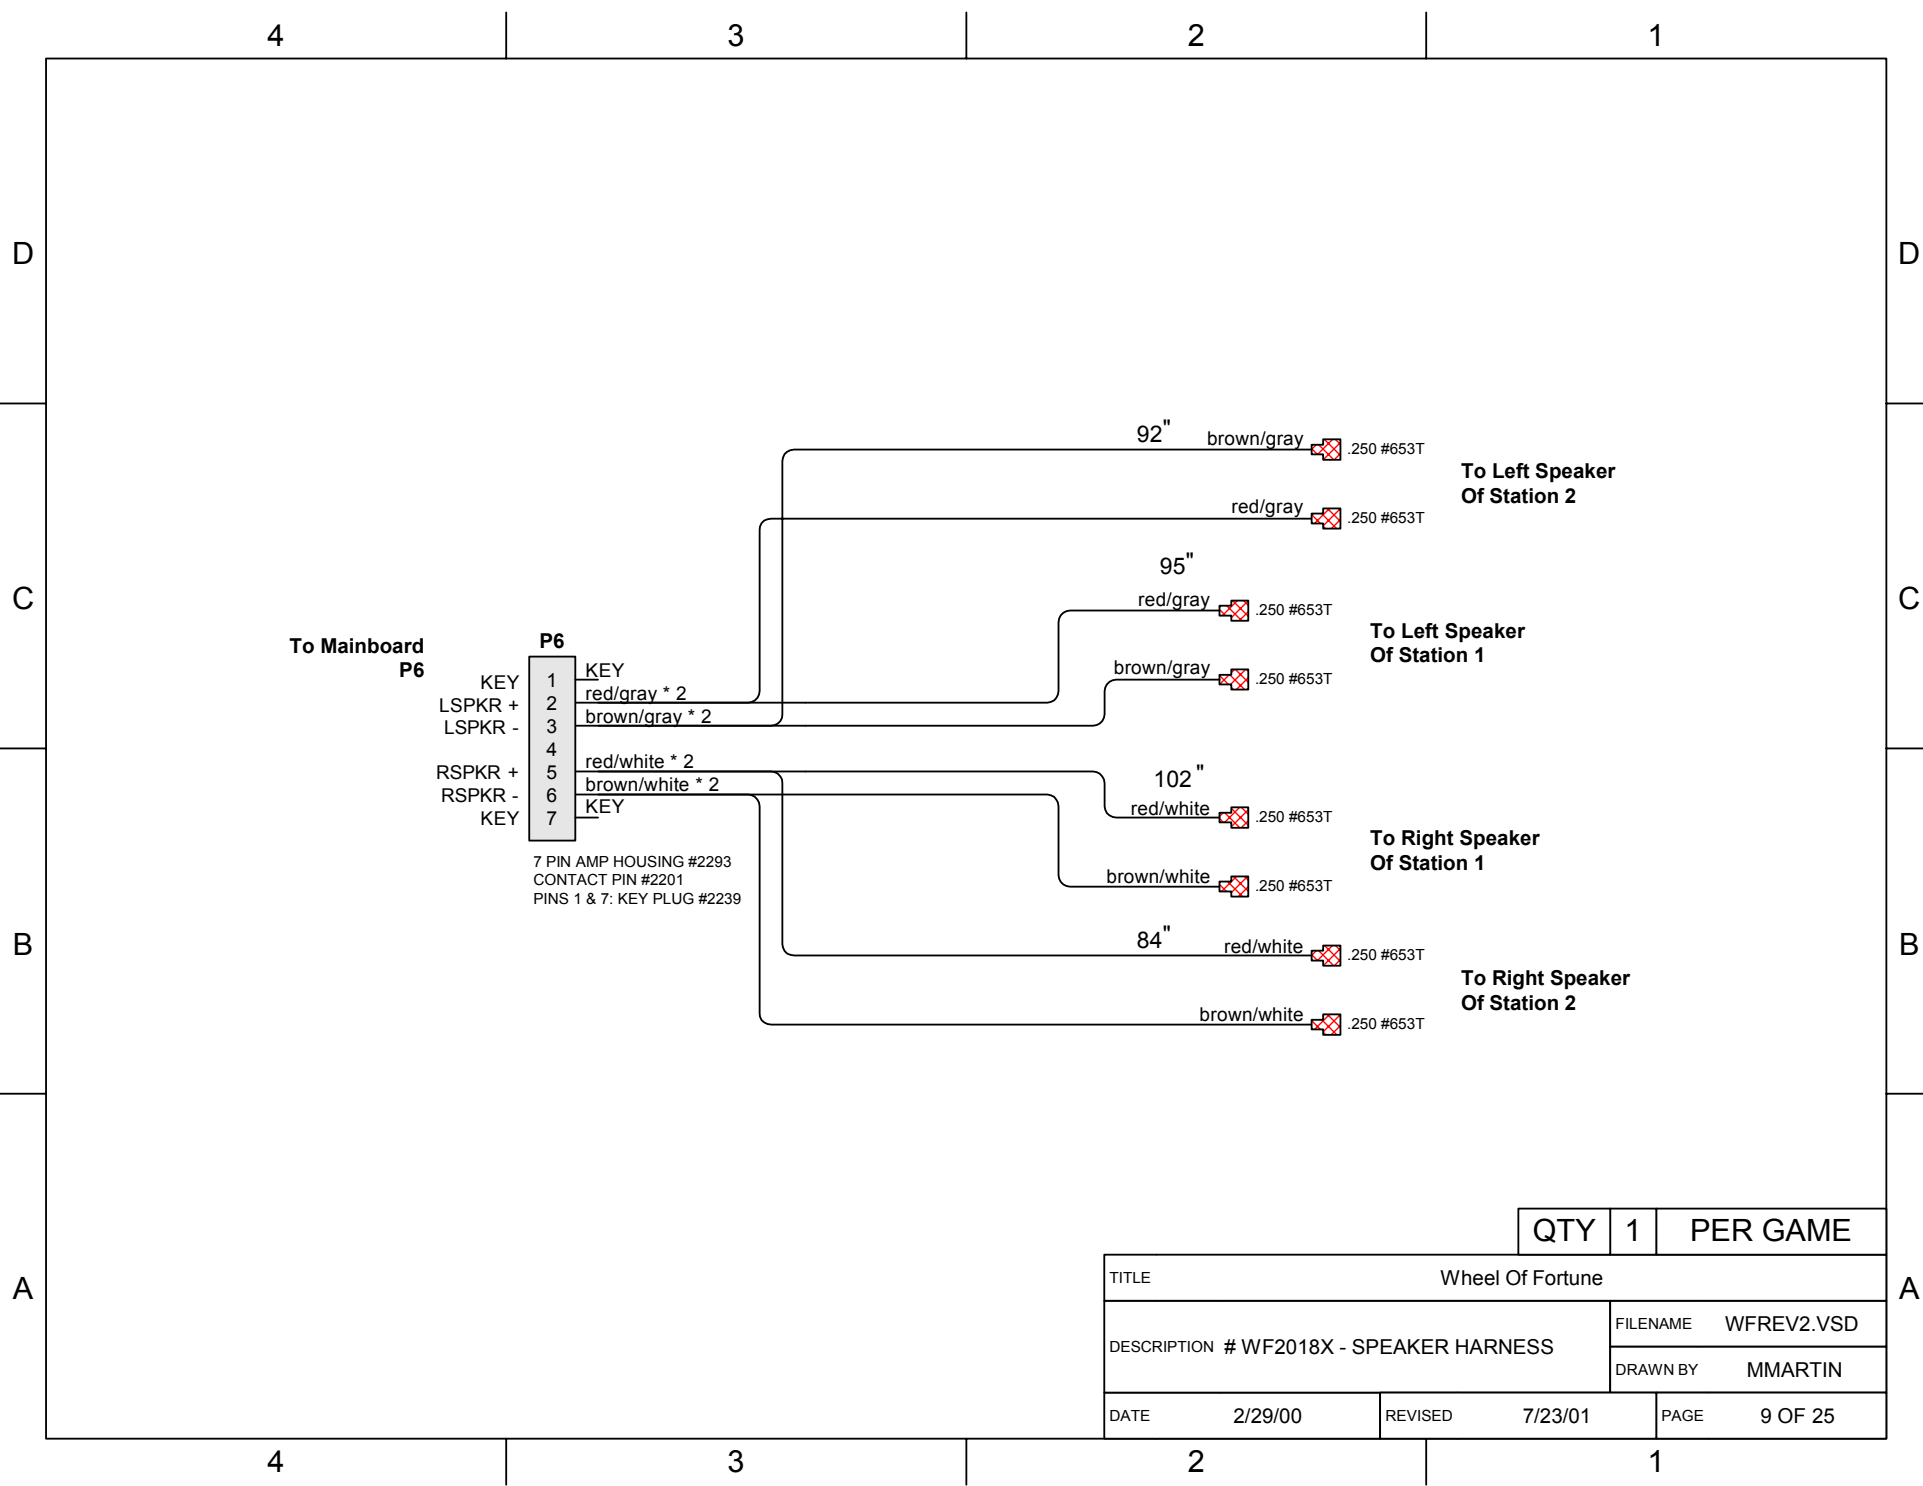 4 3 2 1
D D
92" brown/gray .250 #653T
To Left Speaker
Of Station 2
red/gray .250 #653T
95"
C C
red/gray .250 #653T
To Left Speaker
Of Station 1
brown/gray .250 #653T
To Mainboard
P6
P6
KEY 1 KEY
LSPKR + 2 red/gray * 2
LSPKR - 3 brown/gray * 2
4
RSPKR + 5 red/white * 2
RSPKR - 6 brown/white * 2
KEY 7 KEY
7 PIN AMP HOUSING #2293
CONTACT PIN #2201
PINS 1 & 7: KEY PLUG #2239
102"
red/white .250 #653T
To Right Speaker
Of Station 1
brown/white .250 #653T
B B
84" red/white .250 #653T
To Right Speaker
Of Station 2
brown/white .250 #653T
QTY 1 PER GAME
A A
TITLE Wheel Of Fortune
DESCRIPTION # WF2018X - SPEAKER HARNESS
FILENAME WFREV2.VSD
DRAWN BY MMARTIN
DATE 2/29/00 REVISED 7/23/01 PAGE 9 OF 25
4 3 2 1